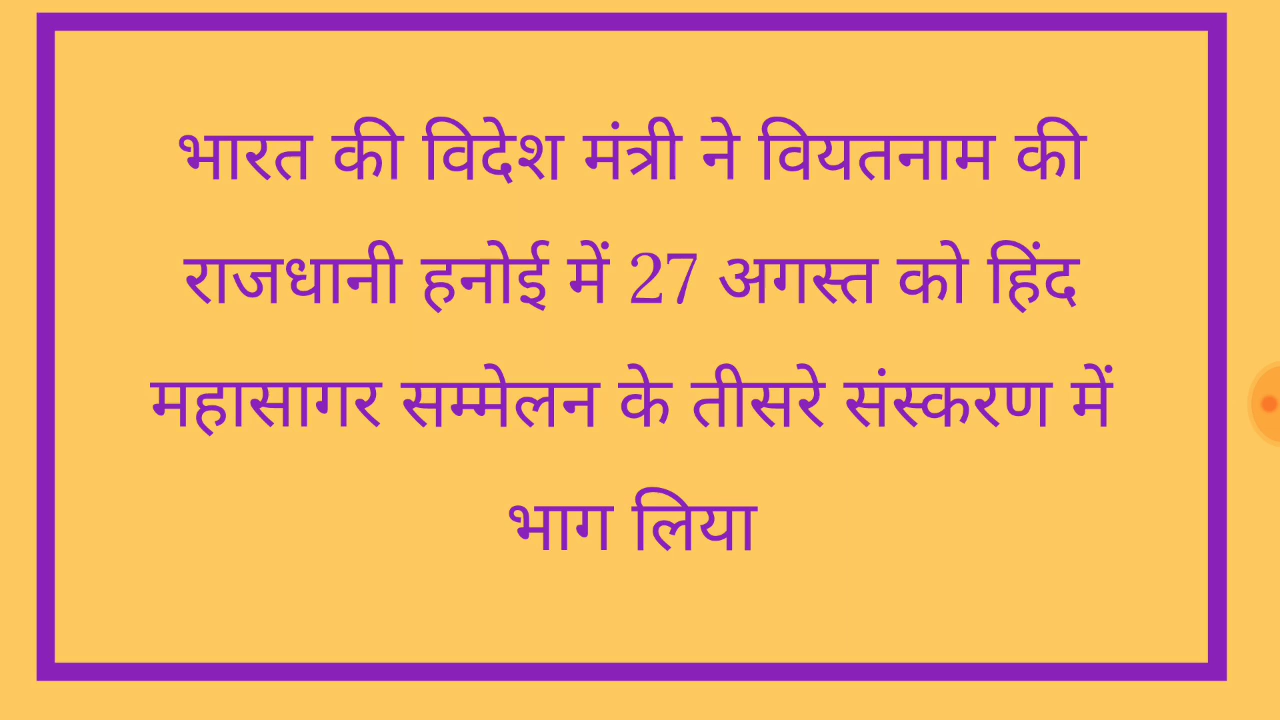 भारत की विदेश मंत्री ने वियतनाम की
राजधानी हनोई में 27 अगस्त को हिंद
महासागर सम्मेलन के तीसरे संस्करण में
भाग लिया